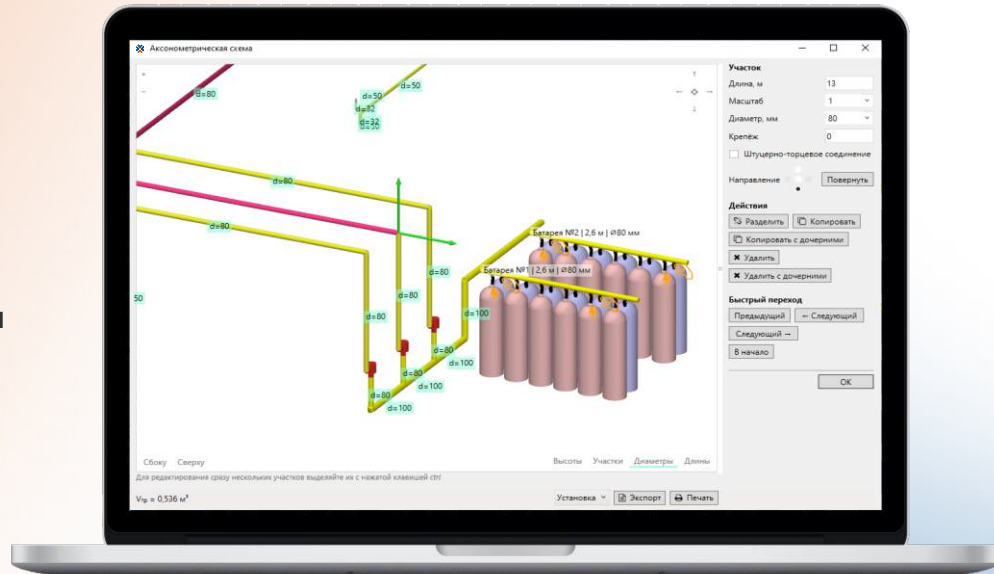 Аксонометрическая схема
d=80
d=50
d=50
d=32
d=32
d=80
d=80
Батарея №2 | 2,6 м | Ø80 мм
Батарея №1 | 2,6 м | Ø80 мм
d=80
d=80
50
d=80
d=100
d=80
d=100
d=80
d=100
d=80
d=100
Сбоку Сверху
Высоты Участки Диаметры Длины
Для редактирования сразу нескольких участков выделяйте их с нажатой клавишей ctrl
Vтр. = 0,536 м³
Установка Экспорт Печать
Участок
Длина, м 13
Масштаб 1
Диаметр, мм 80
Крепёж 0
Штуцерно-торцевое соединение
Направление Повернуть
Действия
Разделить Копировать
Копировать с дочерними
Удалить
Удалить с дочерними
Быстрый переход
Предыдущий ← Следующий
Следующий →
В начало
OK